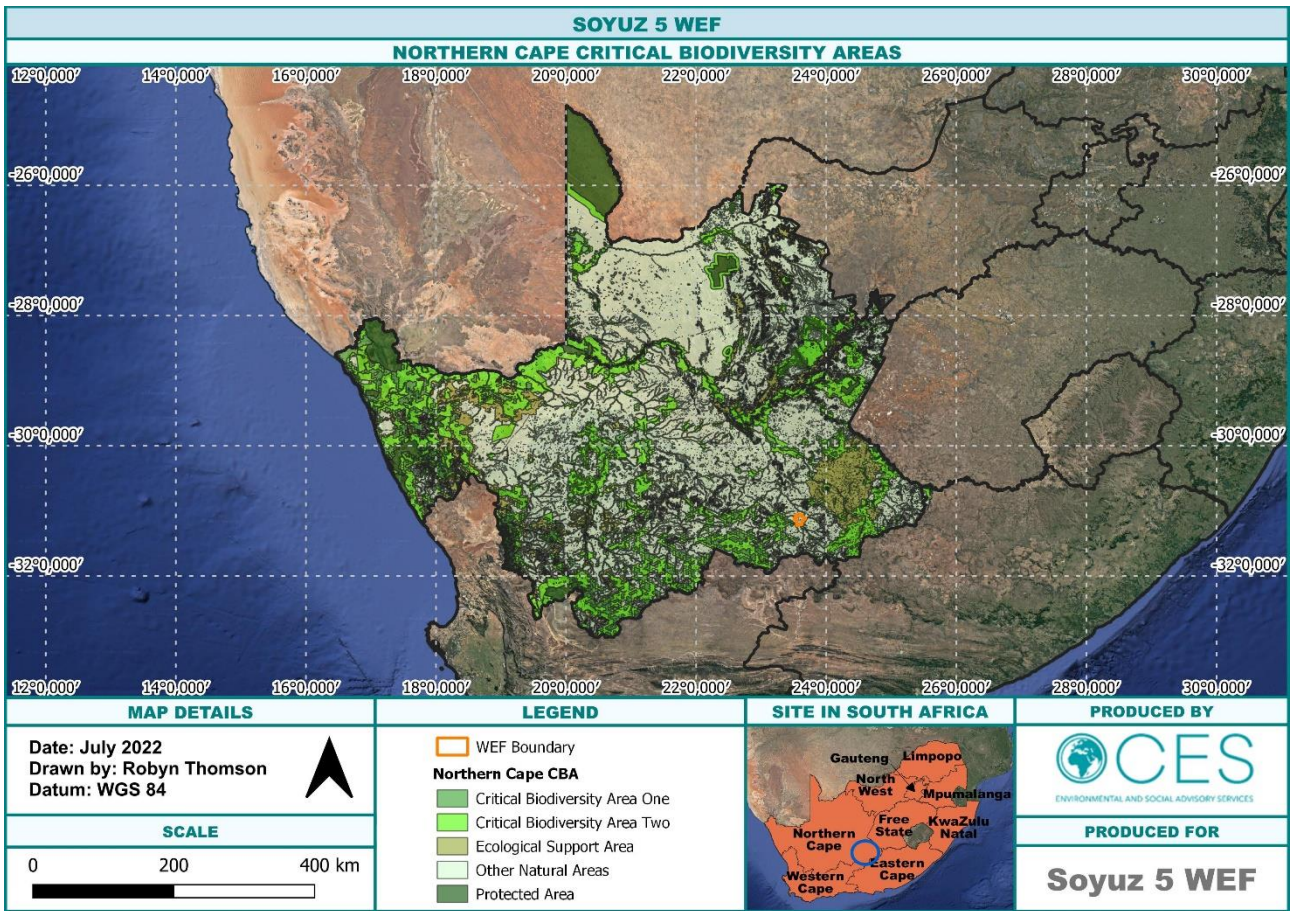 SOYUZ 5 WEF
NORTHERN CAPE CRITICAL BIODIVERSITY AREAS
12°0,000′ 14°0,000′ 16°0,000′ 18°0,000′ 20°0,000′ 22°0,000′ 24°0,000′ 26°0,000′ 28°0,000′ 30°0,000′
-26°0,000′ -26°0,000′
-28°0,000′ -28°0,000′
-30°0,000′ -30°0,000′
-32°0,000′ -32°0,000′
12°0,000′ 14°0,000′ 16°0,000′ 18°0,000′ 20°0,000′ 22°0,000′ 24°0,000′ 26°0,000′ 28°0,000′ 30°0,000′
MAP DETAILS
Date: July 2022
Drawn by: Robyn Thomson
Datum: WGS 84
SCALE
0 200 400 km
LEGEND
WEF Boundary
Northern Cape CBA
Critical Biodiversity Area One
Critical Biodiversity Area Two
Ecological Support Area
Other Natural Areas
Protected Area
SITE IN SOUTH AFRICA
Gauteng
Limpopo
North
West
Mpumalanga
Free
State
KwaZulu
Natal
Northern
Cape
Eastern
Cape
Western
Cape
PRODUCED BY
CES
ENVIRONMENTAL AND SOCIAL ADVISORY SERVICES
PRODUCED FOR
Soyuz 5 WEF